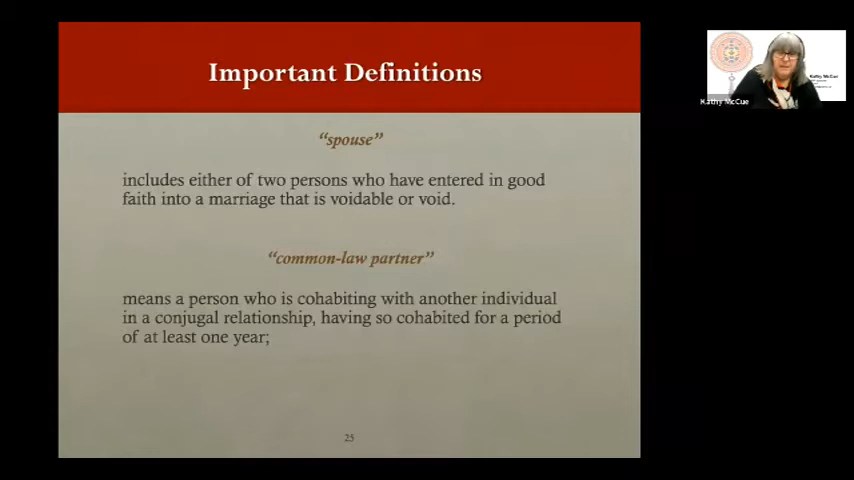 Important Definitions
“spouse”
includes either of two persons who have entered in good
faith into a marriage that is voidable or void.
“common-law partner”
means a person who is cohabiting with another individual
in a conjugal relationship, having so cohabited for a period
of at least one year;
25
Kathy McCue
Kathy McCue